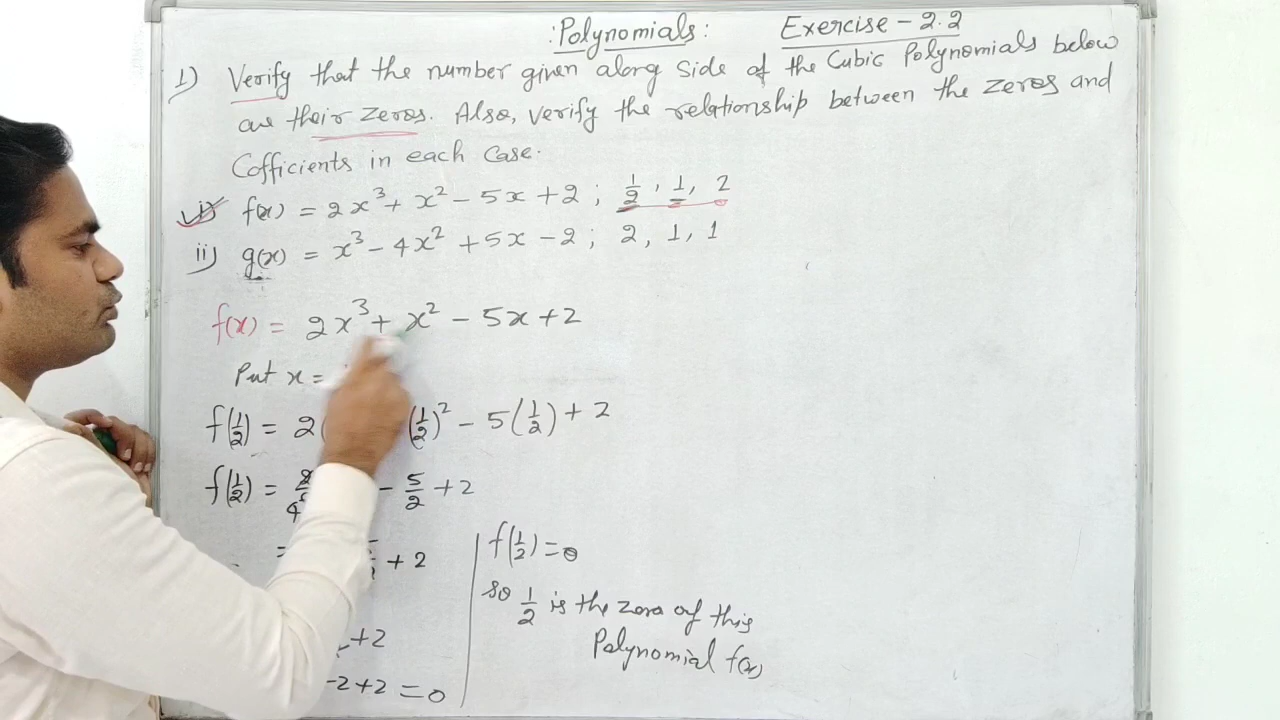 :Polynomials: Exercise - 2.2
1) Verify that the number given along side of the Cubic Polynomials below
are their zeros. Also, verify the relationship between the zeros and
Cofficients in each case.
i) f(x) = 2x³ + x² - 5x + 2 ; 1/2, 1, 2
ii) g(x) = x³ - 4x² + 5x - 2 ; 2, 1, 1
f(x) = 2x³ + x² - 5x + 2
Put x =
f(1/2) = 2( (1/2)² - 5(1/2) + 2
f(1/2) = - 5/2 + 2
= + 2
+ 2
-2 + 2 = 0
f(1/2) = 0
so 1/2 is the zero of this
Polynomial f(x)